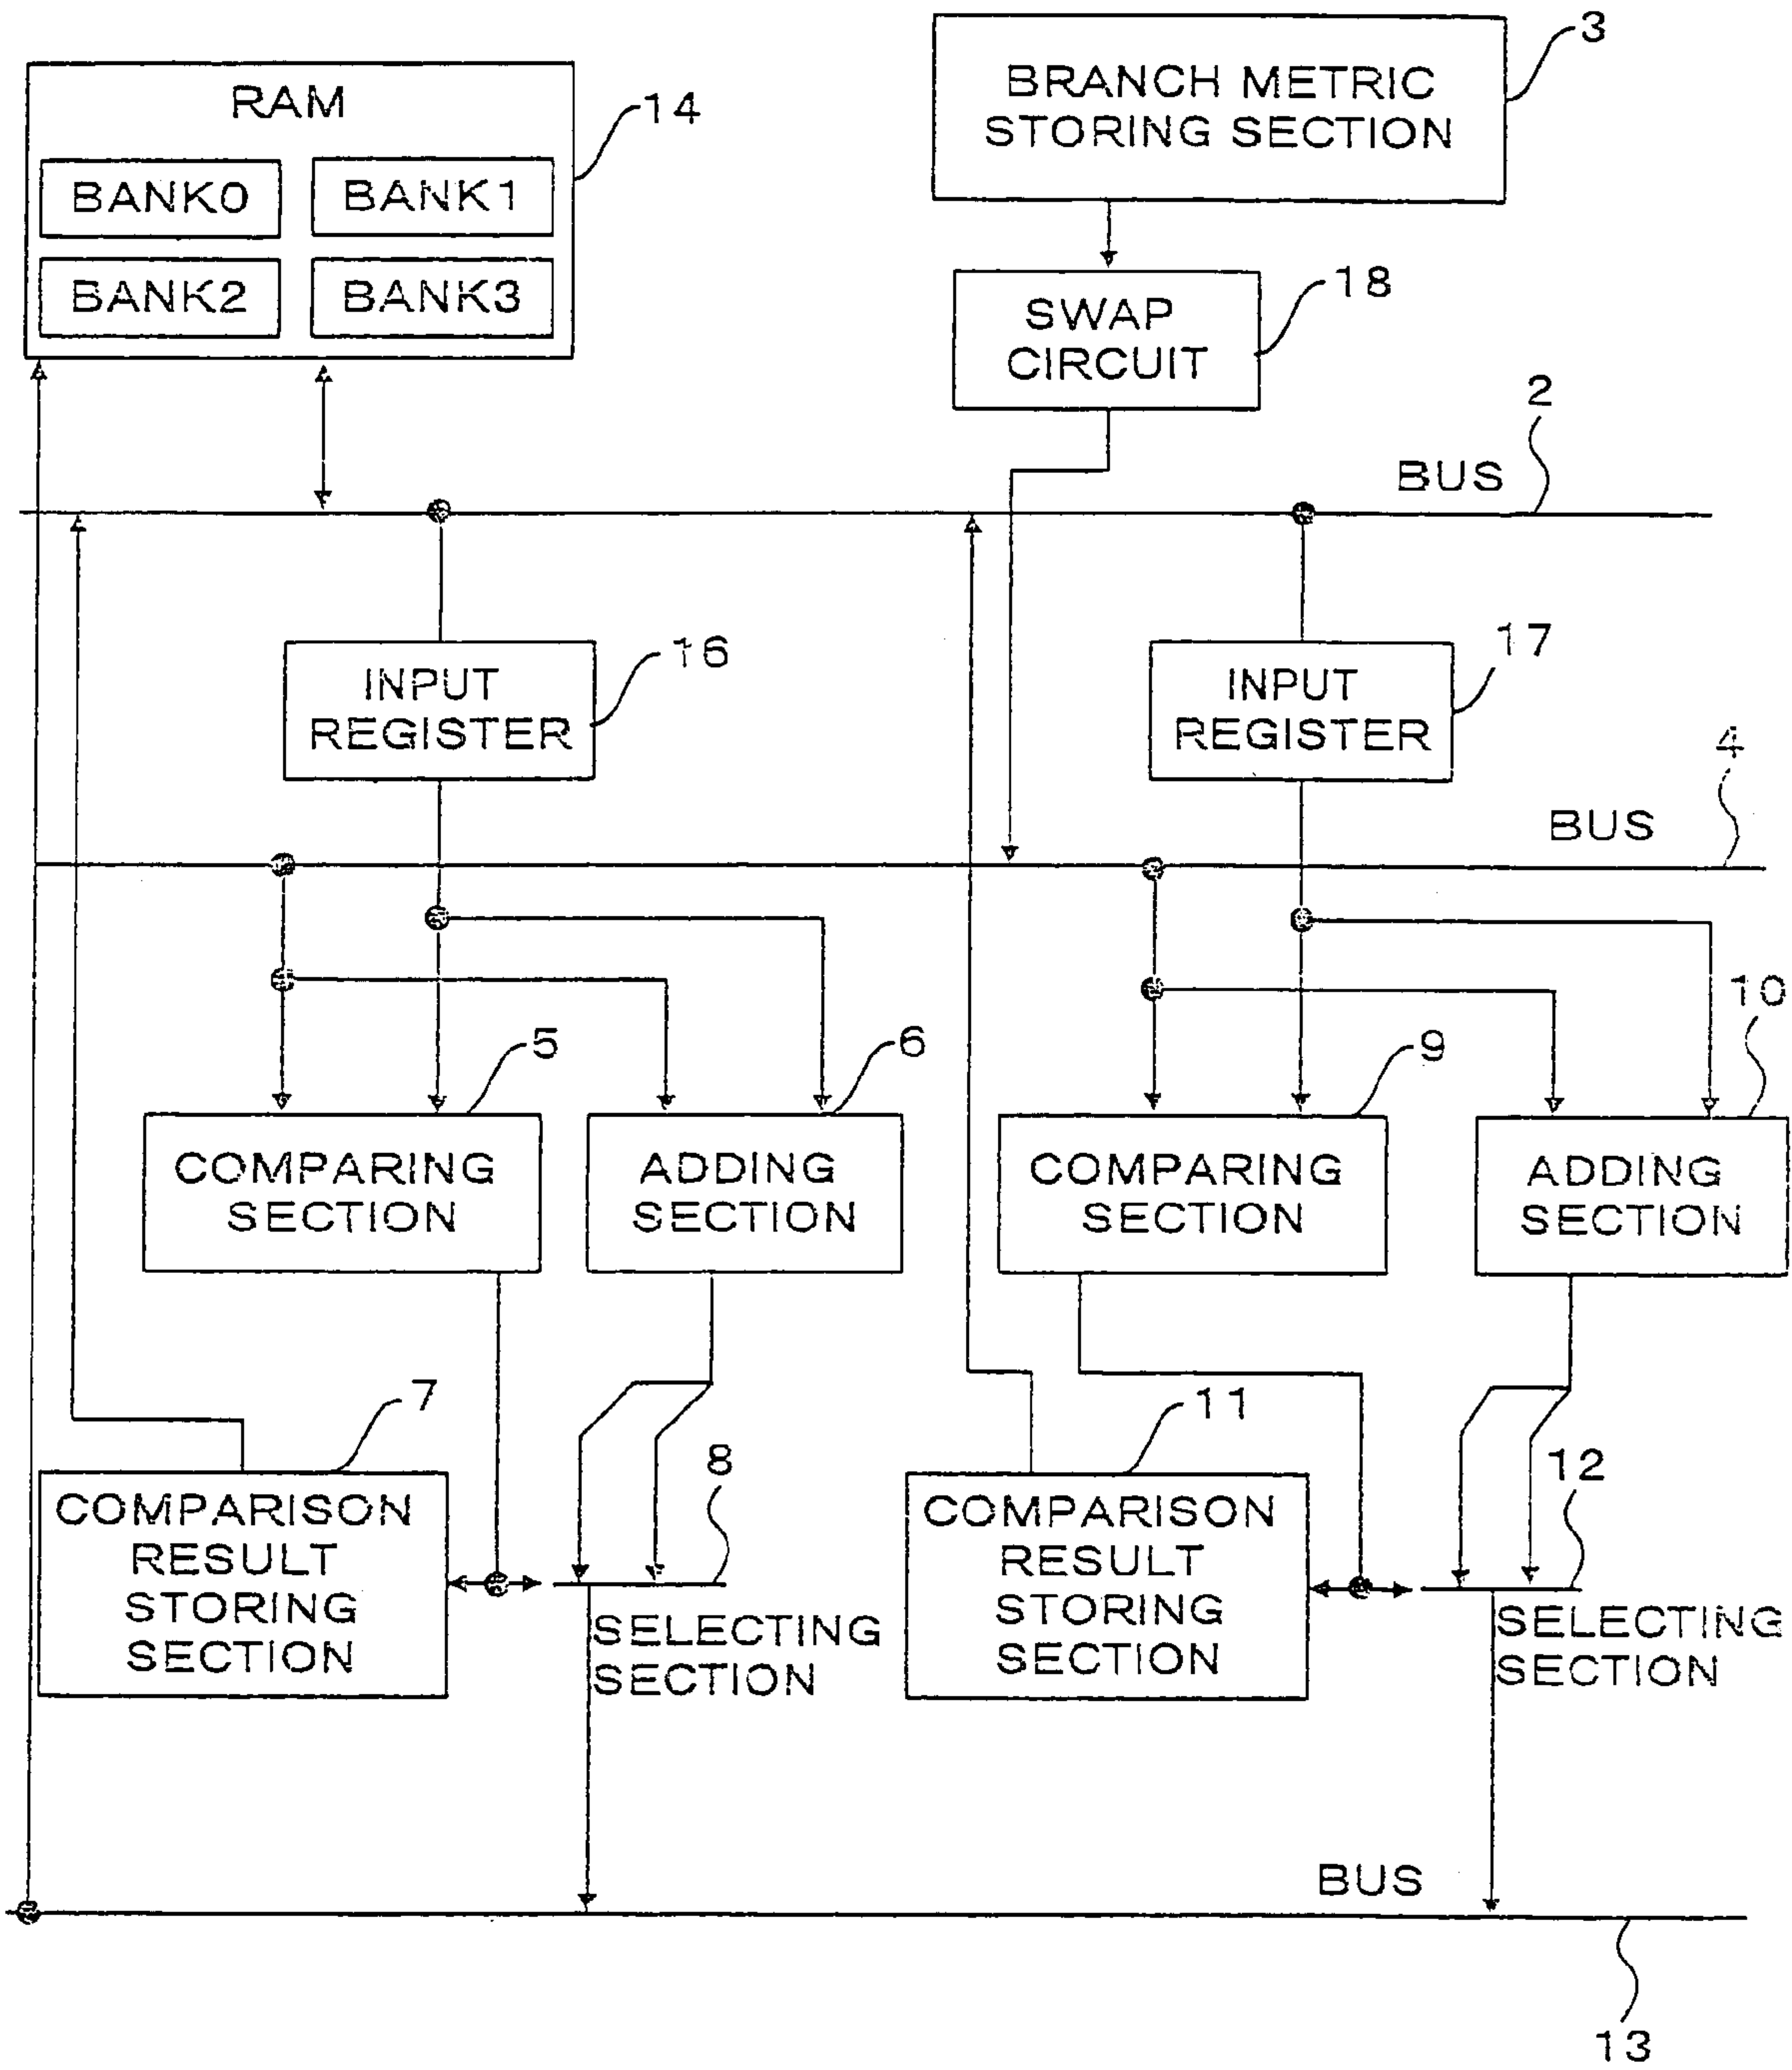 3
BRANCH METRIC
STORING SECTION
RAM
14
BANK0
BANK1
BANK2
BANK3
18
SWAP
CIRCUIT
2
BUS
16
INPUT
REGISTER
17
INPUT
REGISTER
4
BUS
5
6
9
10
COMPARING
SECTION
ADDING
SECTION
COMPARING
SECTION
ADDING
SECTION
7
8
11
12
COMPARISON
RESULT
STORING
SECTION
SELECTING
SECTION
COMPARISON
RESULT
STORING
SECTION
SELECTING
SECTION
BUS
13